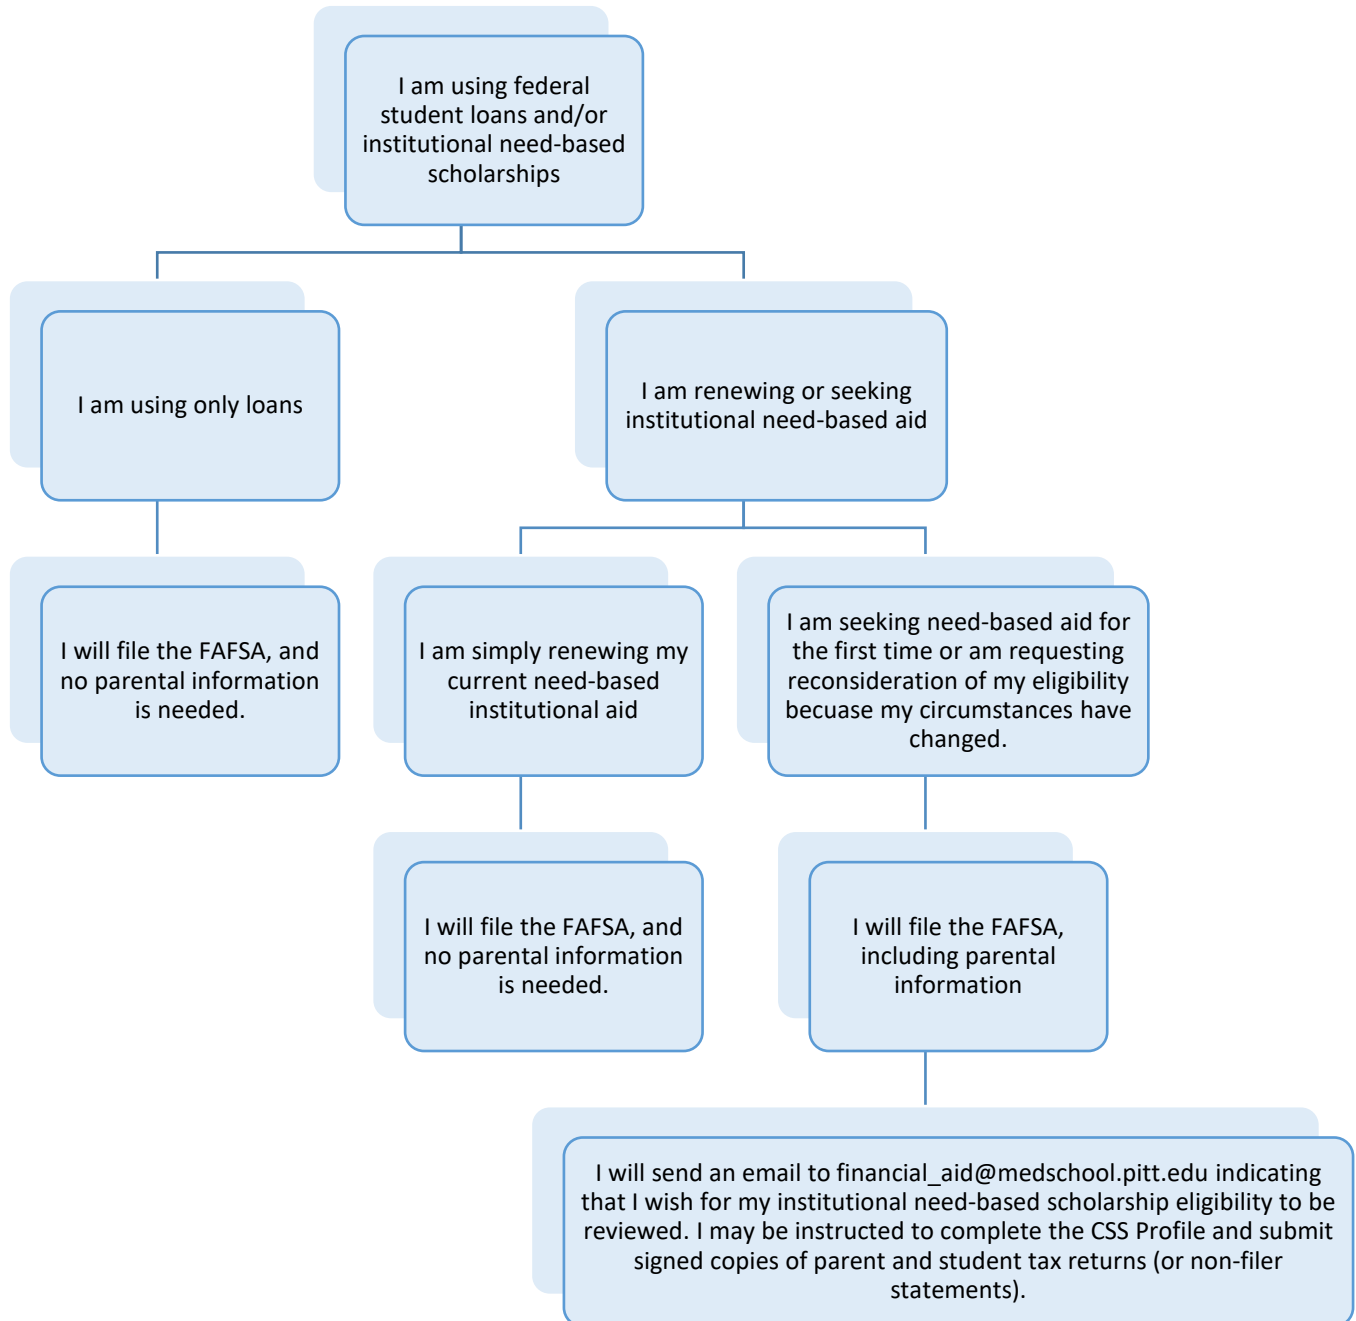 I am using federal
student loans and/or
institutional need-based
scholarships
I am using only loans
I am renewing or seeking
institutional need-based aid
I will file the FAFSA, and
no parental information
is needed.
I am simply renewing my
current need-based
institutional aid
I am seeking need-based aid for
the first time or am requesting
reconsideration of my eligibility
becuase my circumstances have
changed.
I will file the FAFSA, and
no parental information
is needed.
I will file the FAFSA,
including parental
information
I will send an email to financial_aid@medschool.pitt.edu indicating
that I wish for my institutional need-based scholarship eligibility to be
reviewed. I may be instructed to complete the CSS Profile and submit
signed copies of parent and student tax returns (or non-filer
statements).